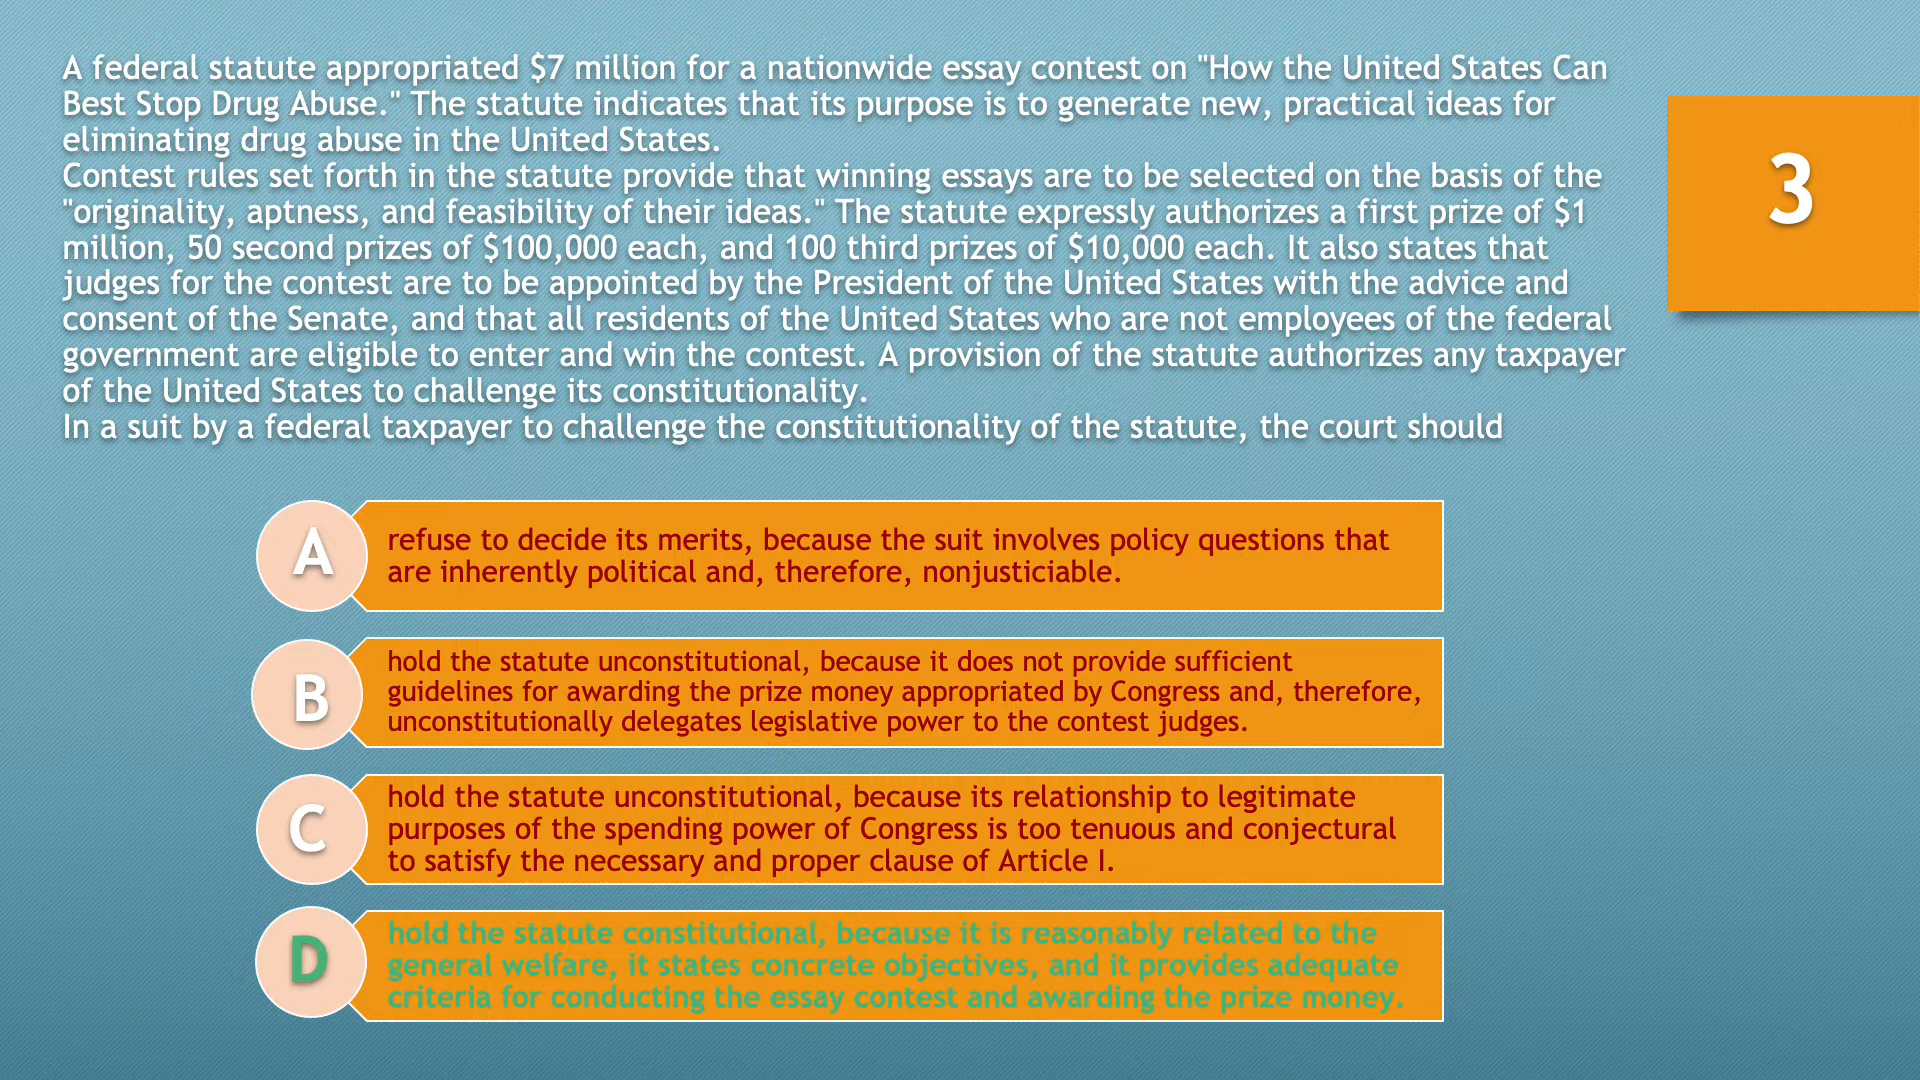 A federal statute appropriated $7 million for a nationwide essay contest on "How the United States Can
Best Stop Drug Abuse." The statute indicates that its purpose is to generate new, practical ideas for
eliminating drug abuse in the United States.
Contest rules set forth in the statute provide that winning essays are to be selected on the basis of the
"originality, aptness, and feasibility of their ideas." The statute expressly authorizes a first prize of $1
million, 50 second prizes of $100,000 each, and 100 third prizes of $10,000 each. It also states that
judges for the contest are to be appointed by the President of the United States with the advice and
consent of the Senate, and that all residents of the United States who are not employees of the federal
government are eligible to enter and win the contest. A provision of the statute authorizes any taxpayer
of the United States to challenge its constitutionality.
In a suit by a federal taxpayer to challenge the constitutionality of the statute, the court should
3
A
refuse to decide its merits, because the suit involves policy questions that
are inherently political and, therefore, nonjusticiable.
B
hold the statute unconstitutional, because it does not provide sufficient
guidelines for awarding the prize money appropriated by Congress and, therefore,
unconstitutionally delegates legislative power to the contest judges.
C
hold the statute unconstitutional, because its relationship to legitimate
purposes of the spending power of Congress is too tenuous and conjectural
to satisfy the necessary and proper clause of Article I.
D
hold the statute constitutional, because it is reasonably related to the
general welfare, it states concrete objectives, and it provides adequate
criteria for conducting the essay contest and awarding the prize money.